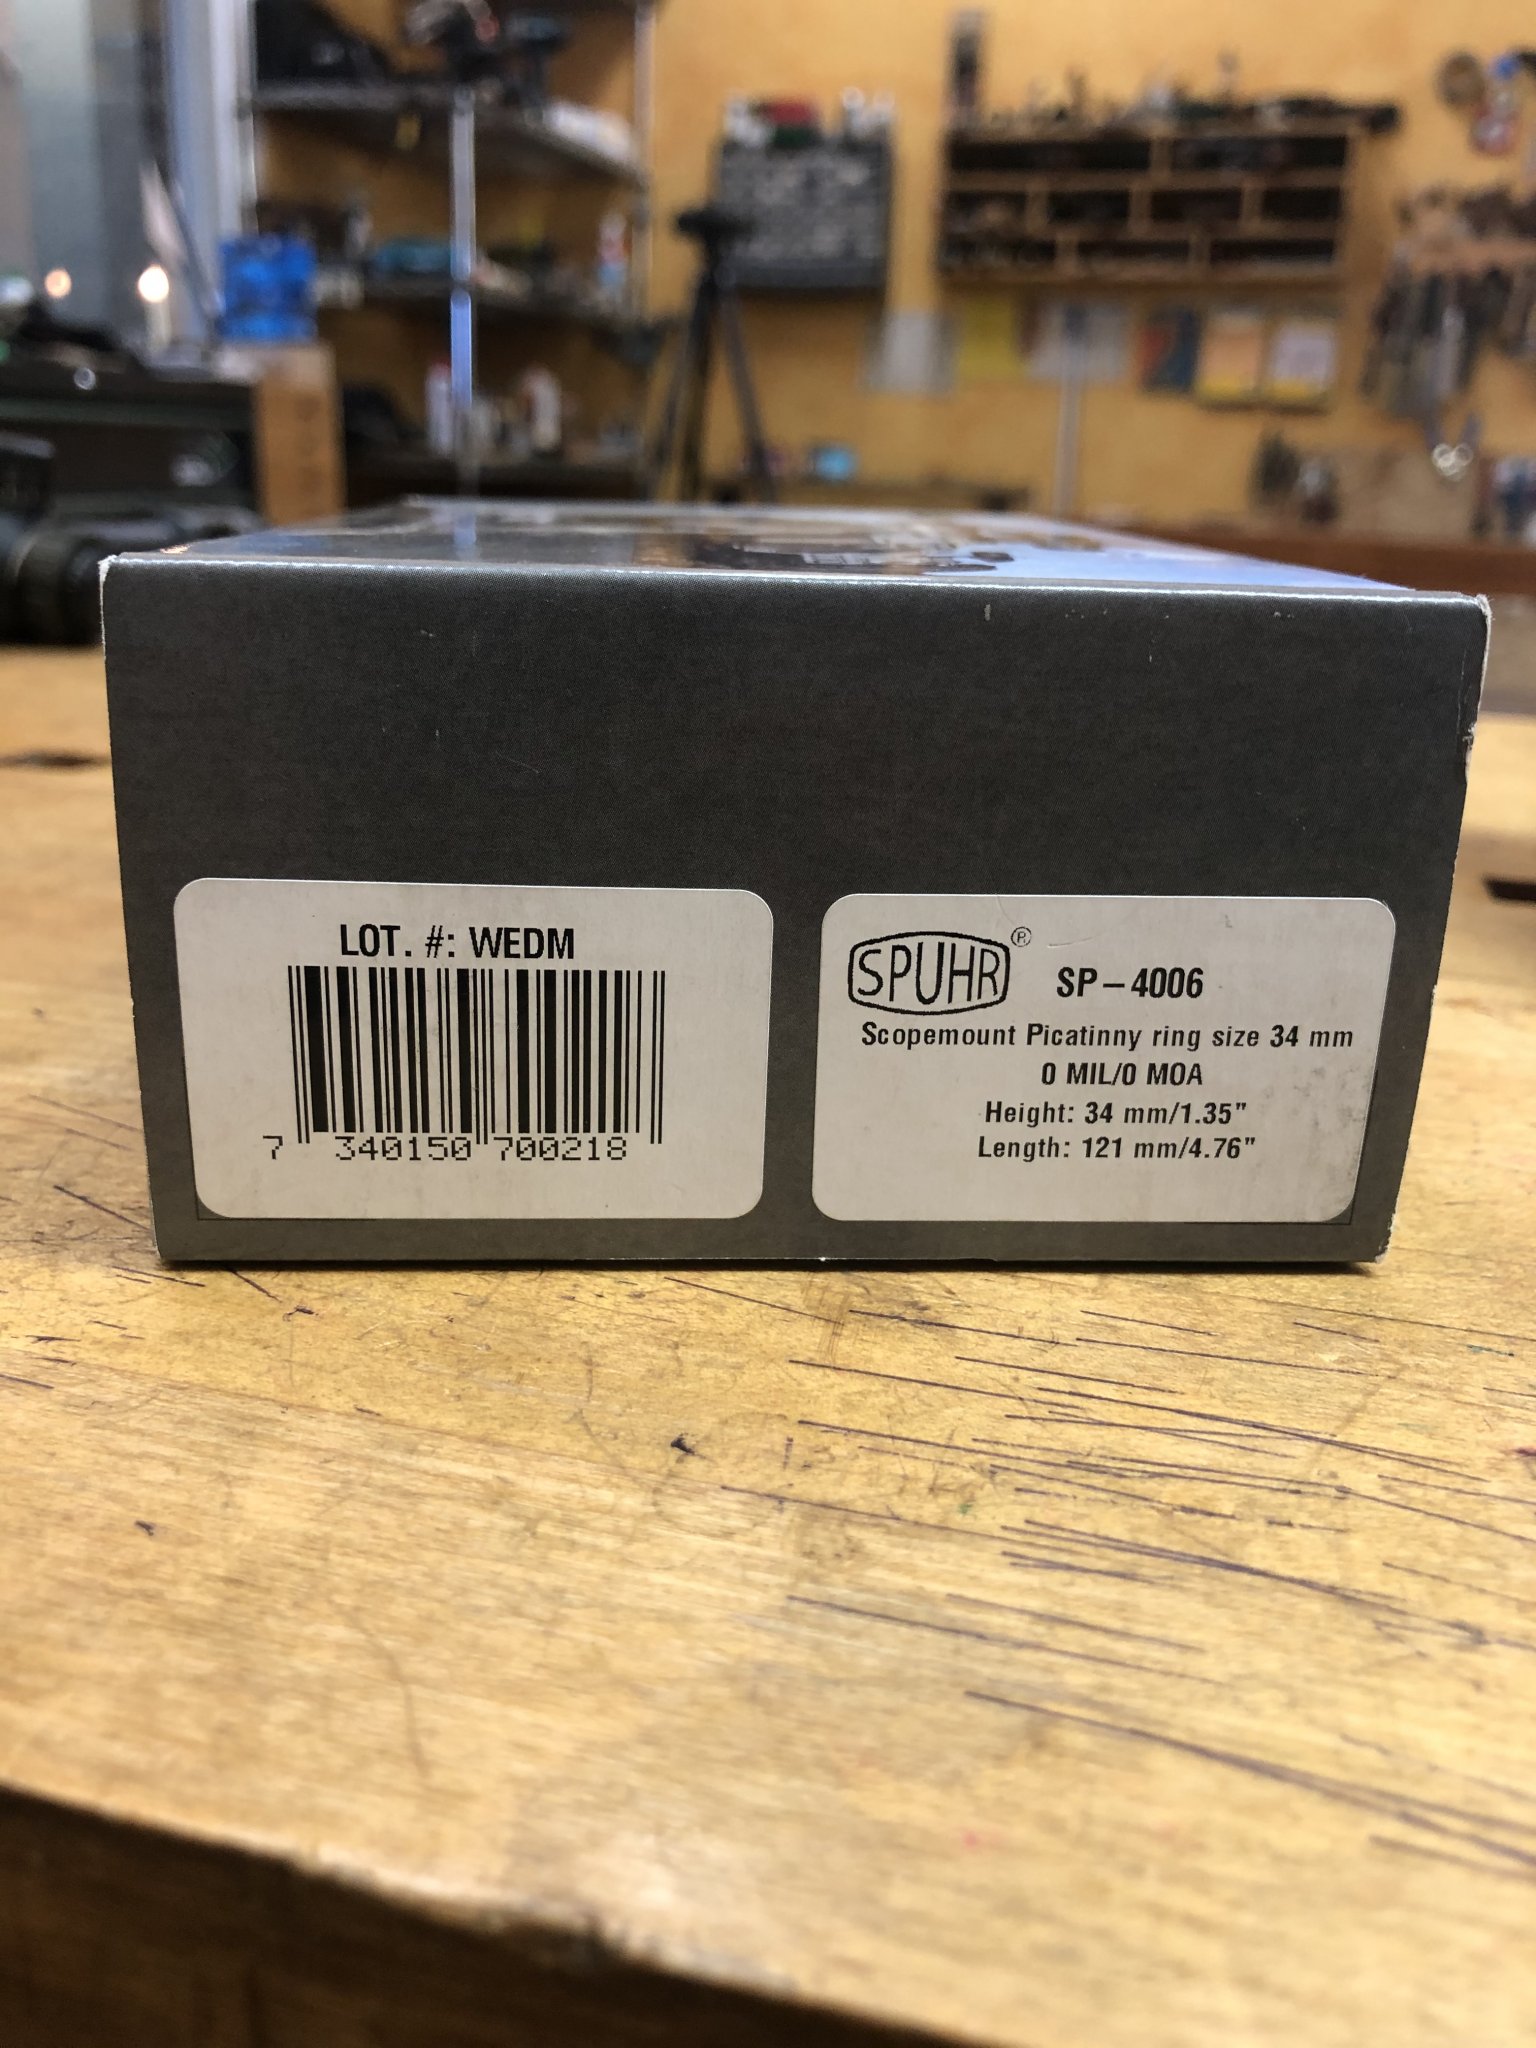 LOT. #: WEDM
7 340150 700218
SPUHR®
SP-4006
Scopemount Picatinny ring size 34 mm
0 MIL/0 MOA
Height: 34 mm/1.35"
Length: 121 mm/4.76"